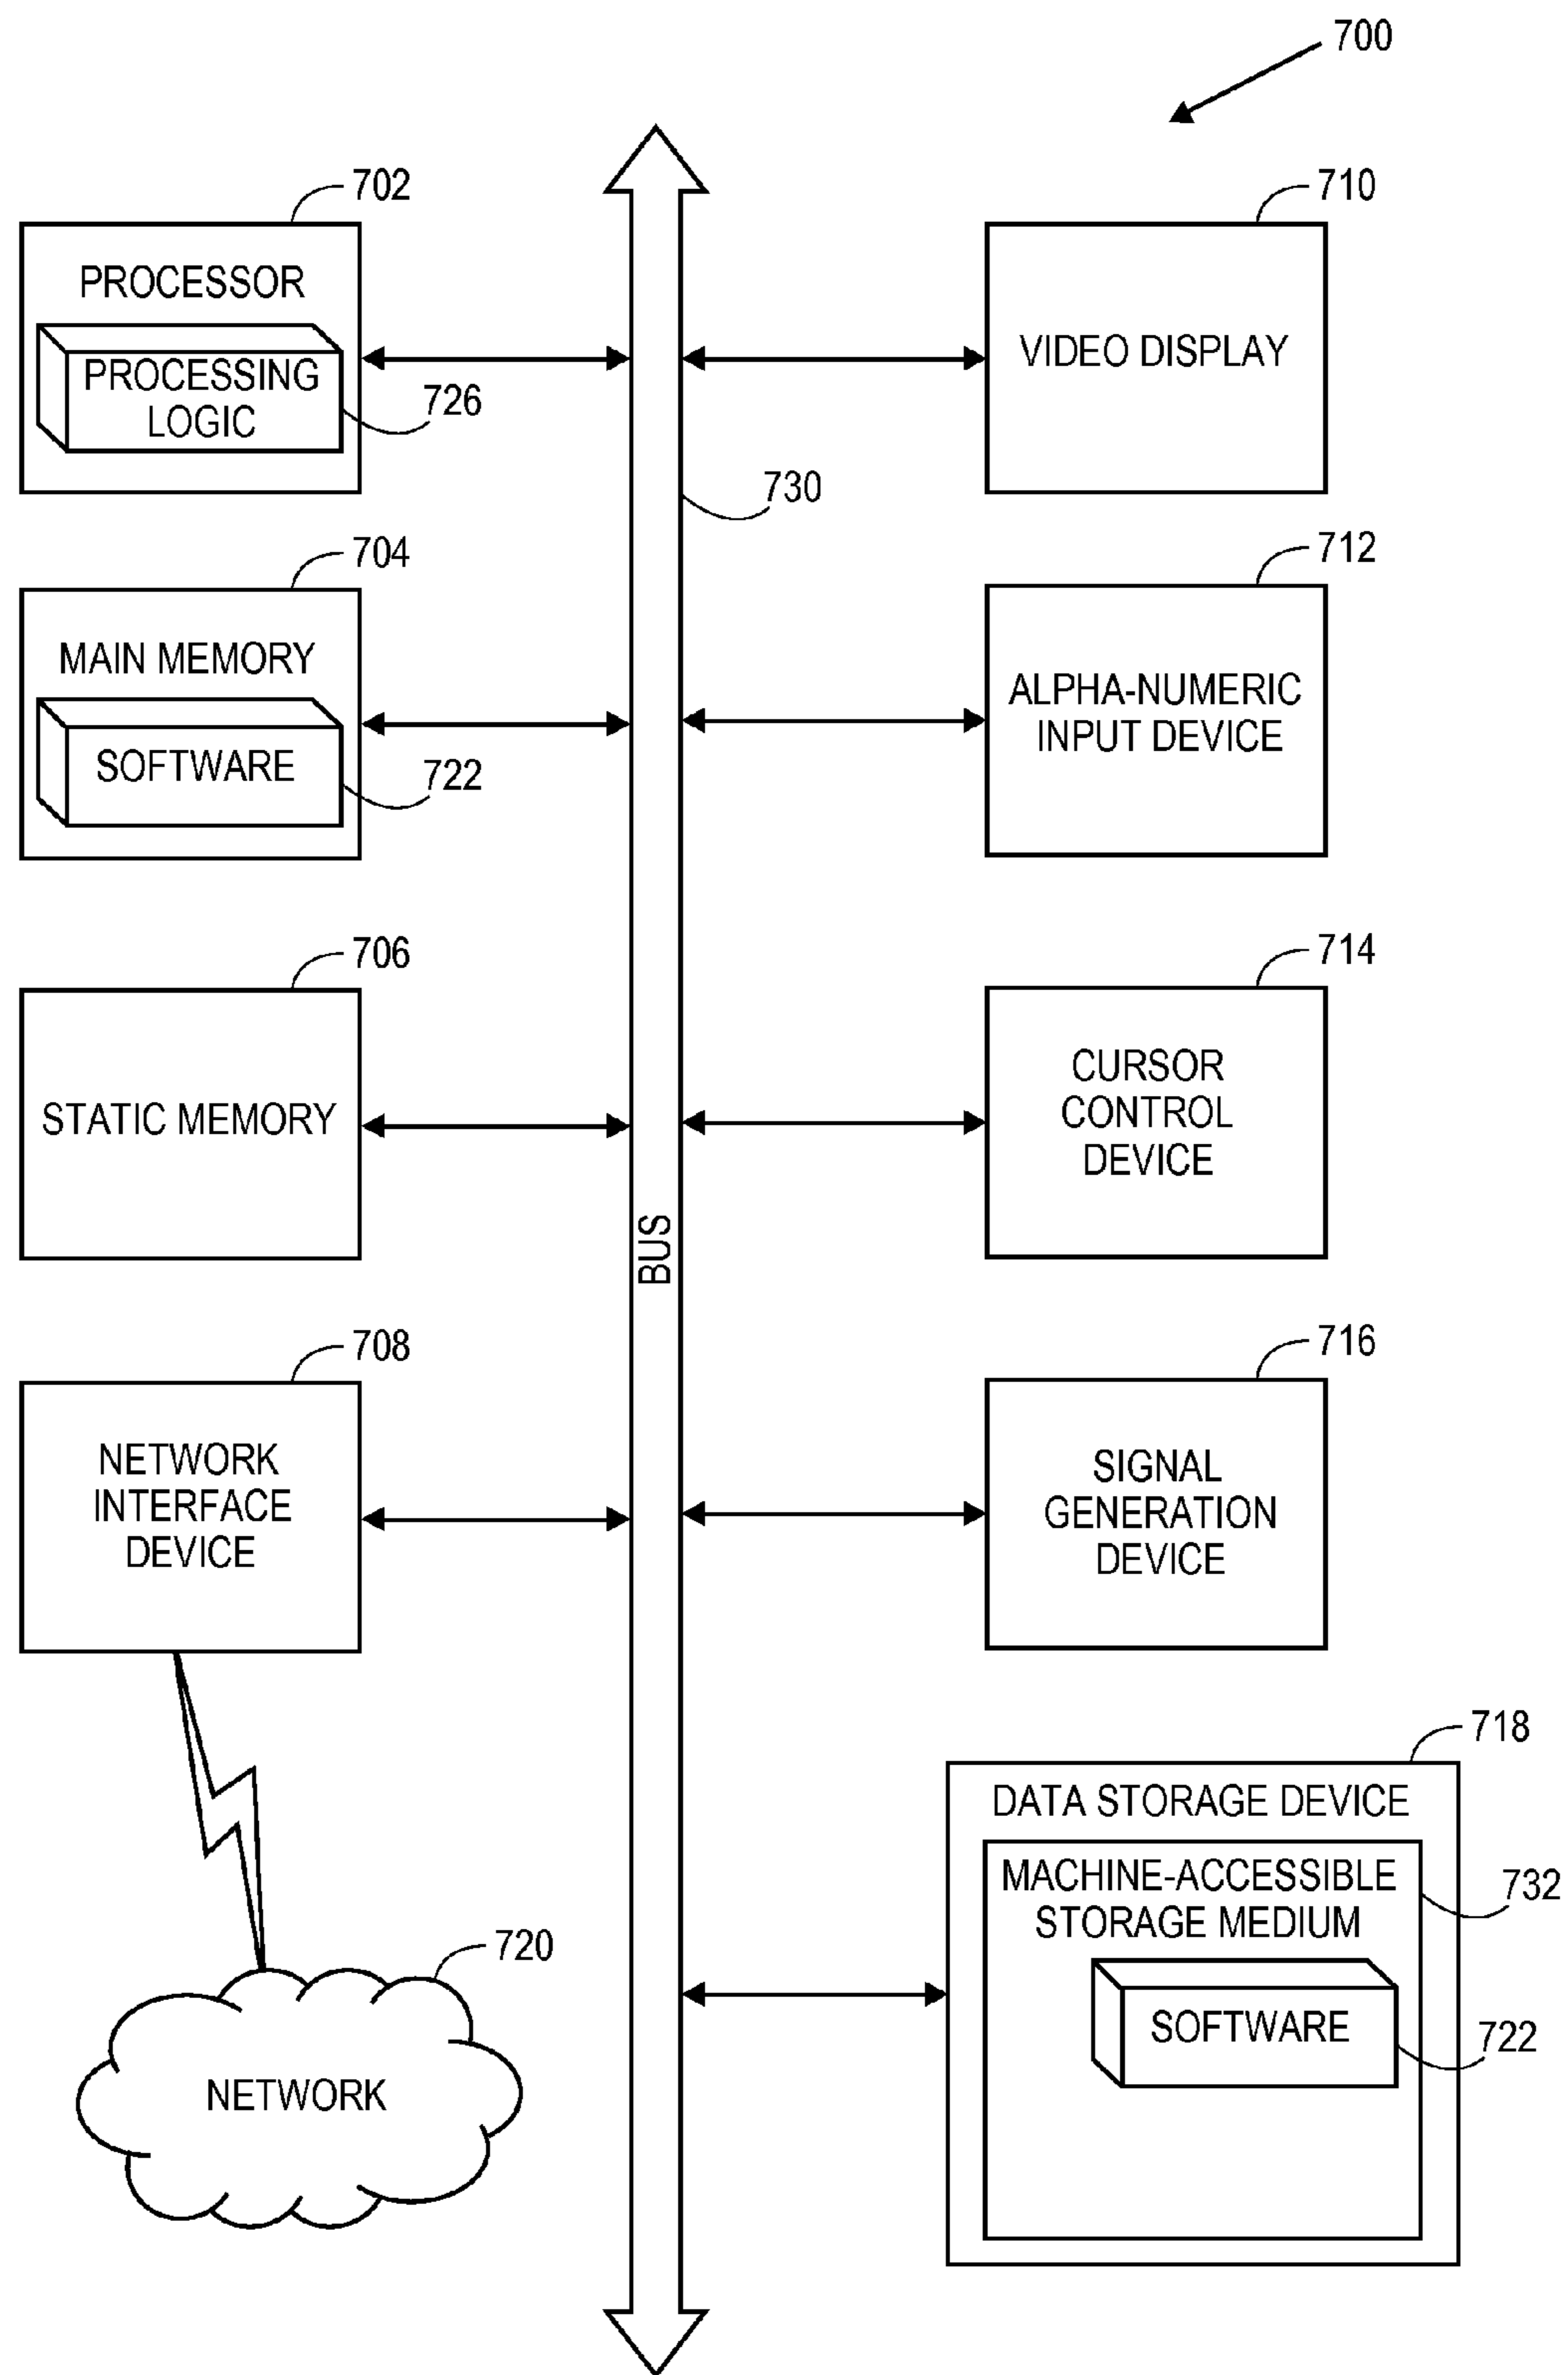 700
702
PROCESSOR
PROCESSING
LOGIC
726
704
MAIN MEMORY
SOFTWARE
722
706
STATIC MEMORY
708
NETWORK
INTERFACE
DEVICE
720
NETWORK
BUS
730
710
VIDEO DISPLAY
712
ALPHA-NUMERIC
INPUT DEVICE
714
CURSOR
CONTROL
DEVICE
716
SIGNAL
GENERATION
DEVICE
718
DATA STORAGE DEVICE
MACHINE-ACCESSIBLE
STORAGE MEDIUM
732
SOFTWARE
722